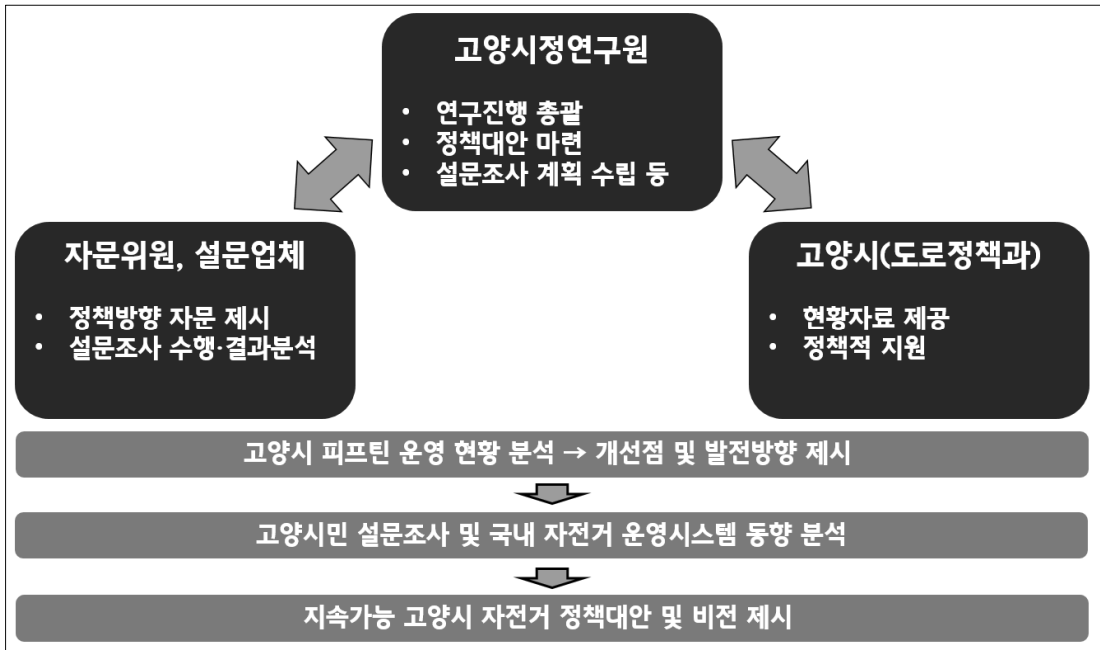 고양시정연구원
• 연구진행 총괄
• 정책대안 마련
• 설문조사 계획 수립 등
자문위원, 설문업체
• 정책방향 자문 제시
• 설문조사 수행·결과분석
고양시(도로정책과)
• 현황자료 제공
• 정책적 지원
고양시 피프틴 운영 현황 분석 → 개선점 및 발전방향 제시
고양시민 설문조사 및 국내 자전거 운영시스템 동향 분석
지속가능 고양시 자전거 정책대안 및 비전 제시